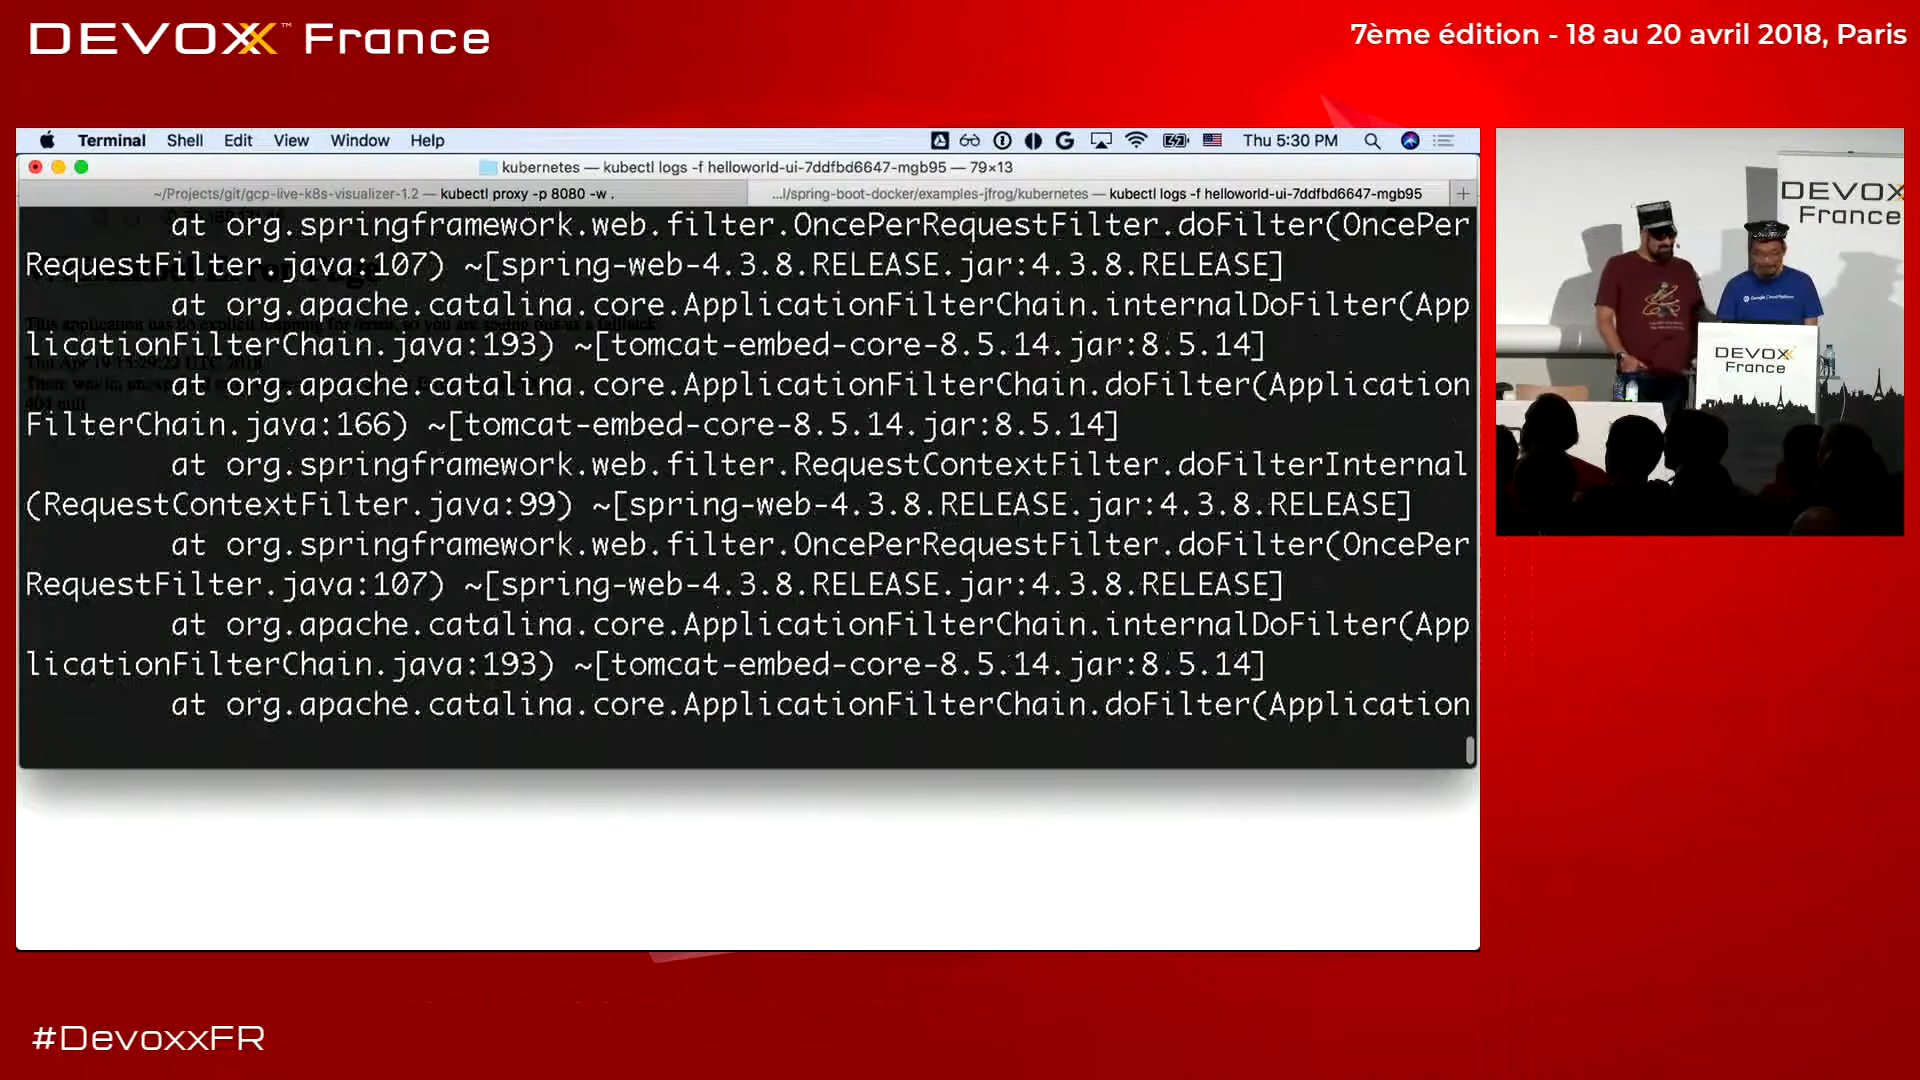 DEVOXX™ France
7ème édition - 18 au 20 avril 2018, Paris
Terminal Shell Edit View Window Help
Thu 5:30 PM
kubernetes — kubectl logs -f helloworld-ui-7ddfbd6647-mgb95 — 79×13
~/Projects/git/gcp-live-k8s-visualizer-1.2 — kubectl proxy -p 8080 -w .
...l/spring-boot-docker/examples-jfrog/kubernetes — kubectl logs -f helloworld-ui-7ddfbd6647-mgb95 +
at org.springframework.web.filter.OncePerRequestFilter.doFilter(OncePer
RequestFilter.java:107) ~[spring-web-4.3.8.RELEASE.jar:4.3.8.RELEASE]
at org.apache.catalina.core.ApplicationFilterChain.internalDoFilter(App
licationFilterChain.java:193) ~[tomcat-embed-core-8.5.14.jar:8.5.14]
at org.apache.catalina.core.ApplicationFilterChain.doFilter(Application
FilterChain.java:166) ~[tomcat-embed-core-8.5.14.jar:8.5.14]
at org.springframework.web.filter.RequestContextFilter.doFilterInternal
(RequestContextFilter.java:99) ~[spring-web-4.3.8.RELEASE.jar:4.3.8.RELEASE]
at org.springframework.web.filter.OncePerRequestFilter.doFilter(OncePer
RequestFilter.java:107) ~[spring-web-4.3.8.RELEASE.jar:4.3.8.RELEASE]
at org.apache.catalina.core.ApplicationFilterChain.internalDoFilter(App
licationFilterChain.java:193) ~[tomcat-embed-core-8.5.14.jar:8.5.14]
at org.apache.catalina.core.ApplicationFilterChain.doFilter(Application
DEVOXX
France
Google Cloud Platform
DEVOXX
France
#DevoxxFR